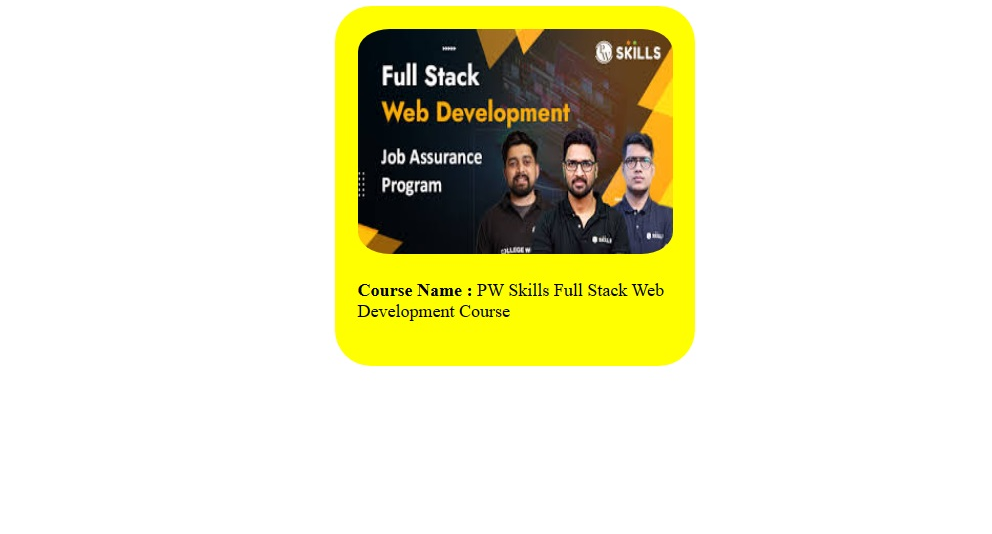 SKILLS
Full Stack
Web Development
Job Assurance
Program
COLLEGE W
SKILLS
SKILLS
Course Name : PW Skills Full Stack Web
Development Course